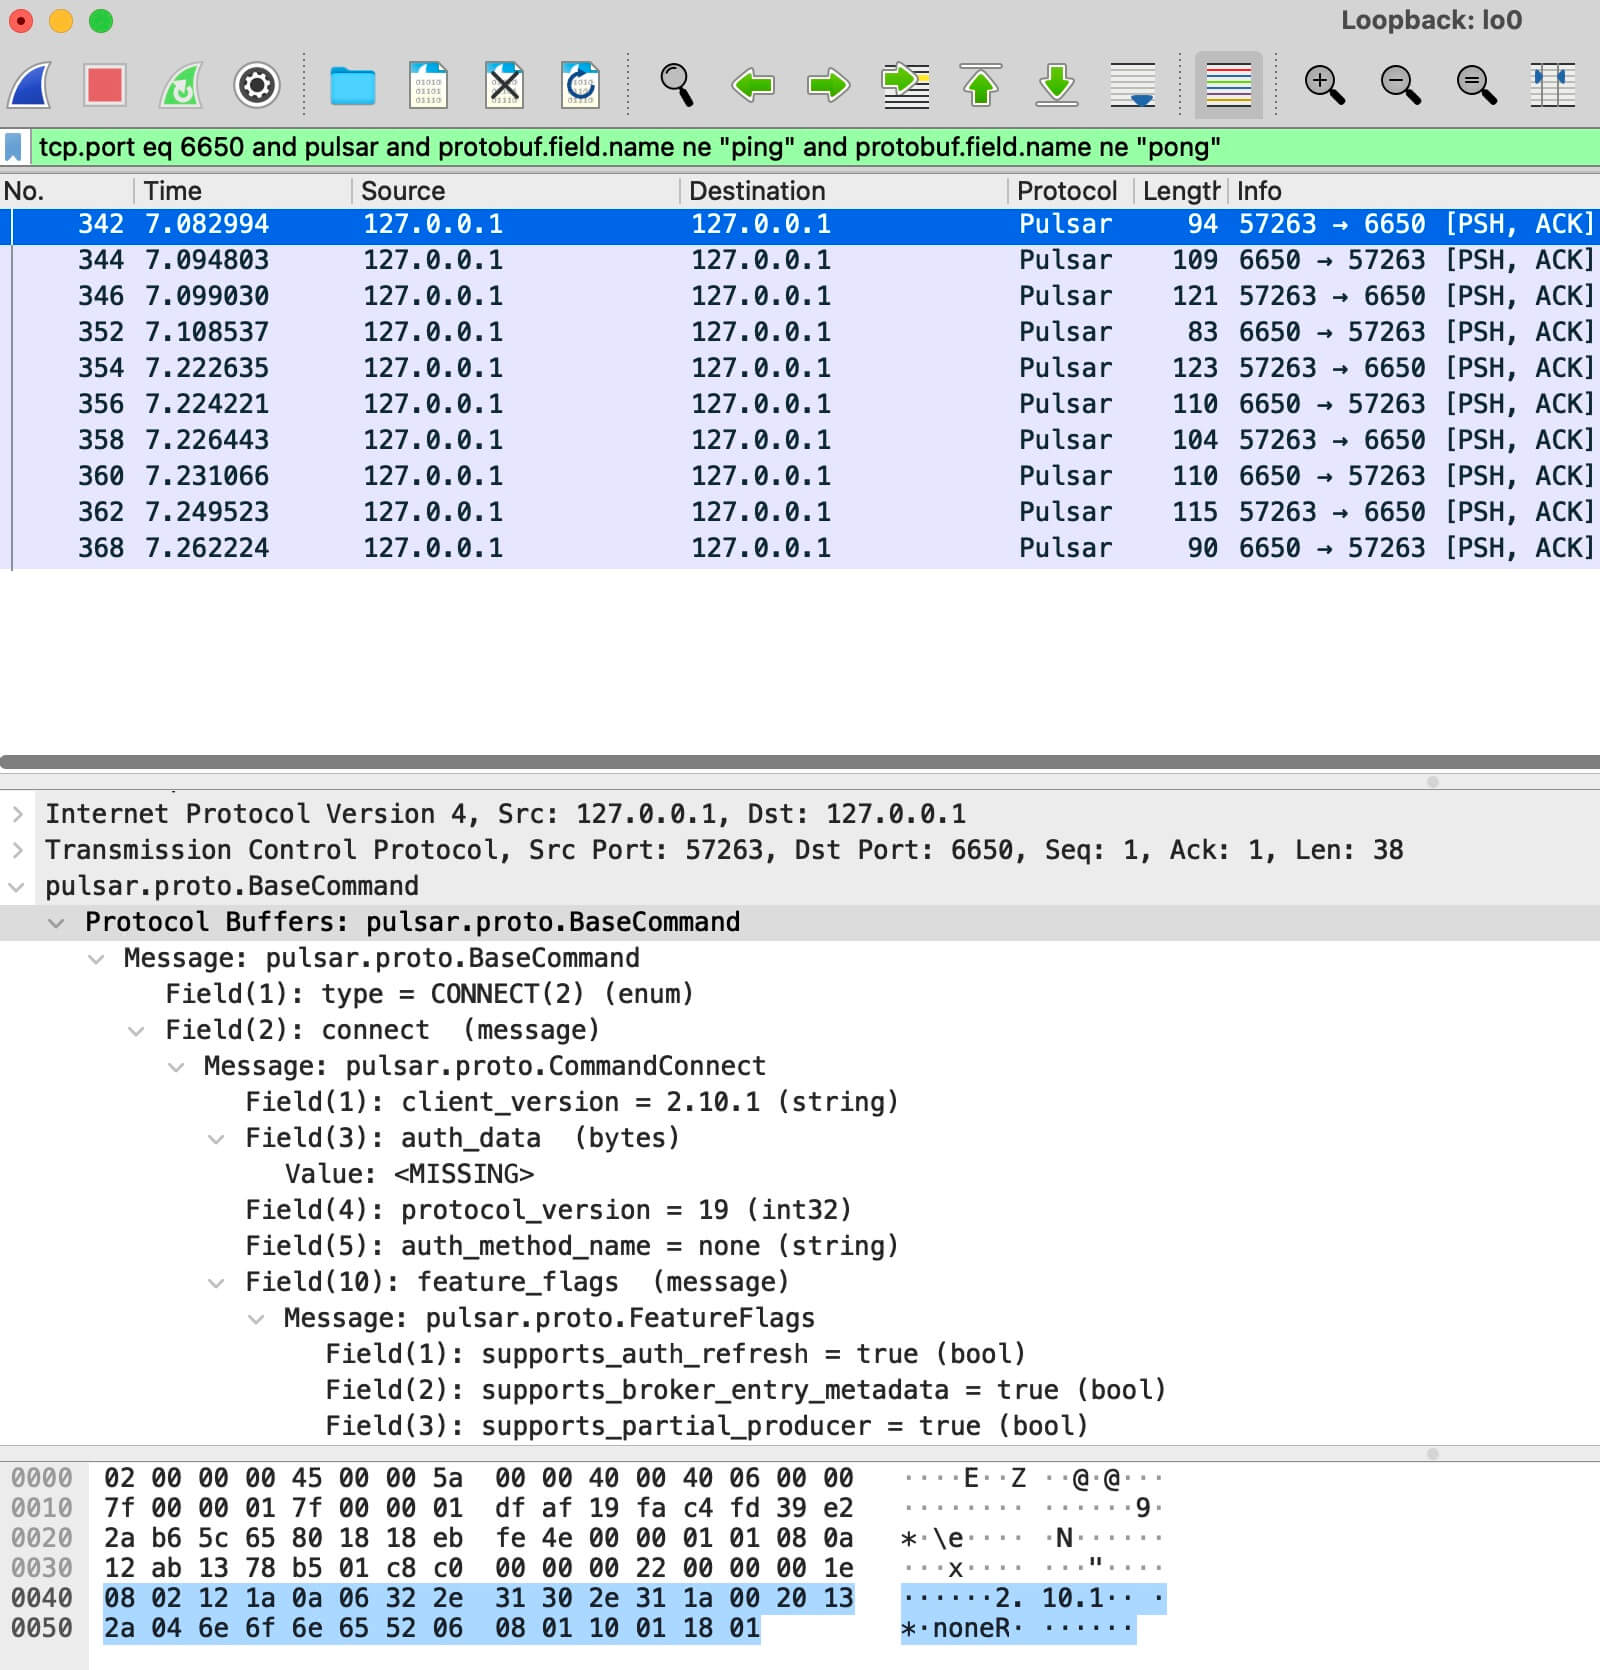 Loopback: lo0
tcp.port eq 6650 and pulsar and protobuf.field.name ne "ping" and protobuf.field.name ne "pong"
No. Time Source Destination Protocol Length Info
342 7.082994 127.0.0.1 127.0.0.1 Pulsar 94 57263 → 6650 [PSH, ACK]
344 7.094803 127.0.0.1 127.0.0.1 Pulsar 109 6650 → 57263 [PSH, ACK]
346 7.099030 127.0.0.1 127.0.0.1 Pulsar 121 57263 → 6650 [PSH, ACK]
352 7.108537 127.0.0.1 127.0.0.1 Pulsar 83 6650 → 57263 [PSH, ACK]
354 7.222635 127.0.0.1 127.0.0.1 Pulsar 123 57263 → 6650 [PSH, ACK]
356 7.224221 127.0.0.1 127.0.0.1 Pulsar 110 6650 → 57263 [PSH, ACK]
358 7.226443 127.0.0.1 127.0.0.1 Pulsar 104 57263 → 6650 [PSH, ACK]
360 7.231066 127.0.0.1 127.0.0.1 Pulsar 110 6650 → 57263 [PSH, ACK]
362 7.249523 127.0.0.1 127.0.0.1 Pulsar 115 57263 → 6650 [PSH, ACK]
368 7.262224 127.0.0.1 127.0.0.1 Pulsar 90 6650 → 57263 [PSH, ACK]
Internet Protocol Version 4, Src: 127.0.0.1, Dst: 127.0.0.1
Transmission Control Protocol, Src Port: 57263, Dst Port: 6650, Seq: 1, Ack: 1, Len: 38
pulsar.proto.BaseCommand
Protocol Buffers: pulsar.proto.BaseCommand
Message: pulsar.proto.BaseCommand
Field(1): type = CONNECT(2) (enum)
Field(2): connect (message)
Message: pulsar.proto.CommandConnect
Field(1): client_version = 2.10.1 (string)
Field(3): auth_data (bytes)
Value: <MISSING>
Field(4): protocol_version = 19 (int32)
Field(5): auth_method_name = none (string)
Field(10): feature_flags (message)
Message: pulsar.proto.FeatureFlags
Field(1): supports_auth_refresh = true (bool)
Field(2): supports_broker_entry_metadata = true (bool)
Field(3): supports_partial_producer = true (bool)
0000 02 00 00 00 45 00 00 5a 00 00 40 00 40 06 00 00 ····E··Z ··@·@···
0010 7f 00 00 01 7f 00 00 01 df af 19 fa c4 fd 39 e2 ········ ······9·
0020 2a b6 5c 65 80 18 18 eb fe 4e 00 00 01 01 08 0a *·\e···· ·N······
0030 12 ab 13 78 b5 01 c8 c0 00 00 00 22 00 00 00 1e ···x···· ···"····
0040 08 02 12 1a 0a 06 32 2e 31 30 2e 31 1a 00 20 13 ······2. 10.1·· ·
0050 2a 04 6e 6f 6e 65 52 06 08 01 10 01 18 01 *·noneR· ······